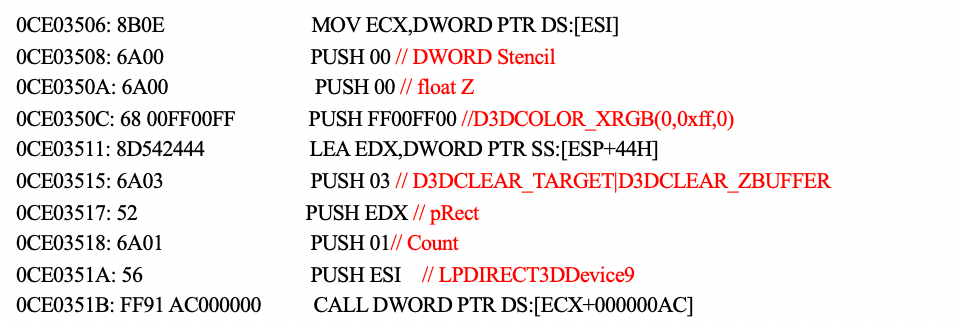 0CE03506: 8B0E MOV ECX,DWORD PTR DS:[ESI]
0CE03508: 6A00 PUSH 00 // DWORD Stencil
0CE0350A: 6A00 PUSH 00 // float Z
0CE0350C: 68 00FF00FF PUSH FF00FF00 //D3DCOLOR_XRGB(0,0xff,0)
0CE03511: 8D542444 LEA EDX,DWORD PTR SS:[ESP+44H]
0CE03515: 6A03 PUSH 03 // D3DCLEAR_TARGET|D3DCLEAR_ZBUFFER
0CE03517: 52 PUSH EDX // pRect
0CE03518: 6A01 PUSH 01// Count
0CE0351A: 56 PUSH ESI // LPDIRECT3DDevice9
0CE0351B: FF91 AC000000 CALL DWORD PTR DS:[ECX+000000AC]